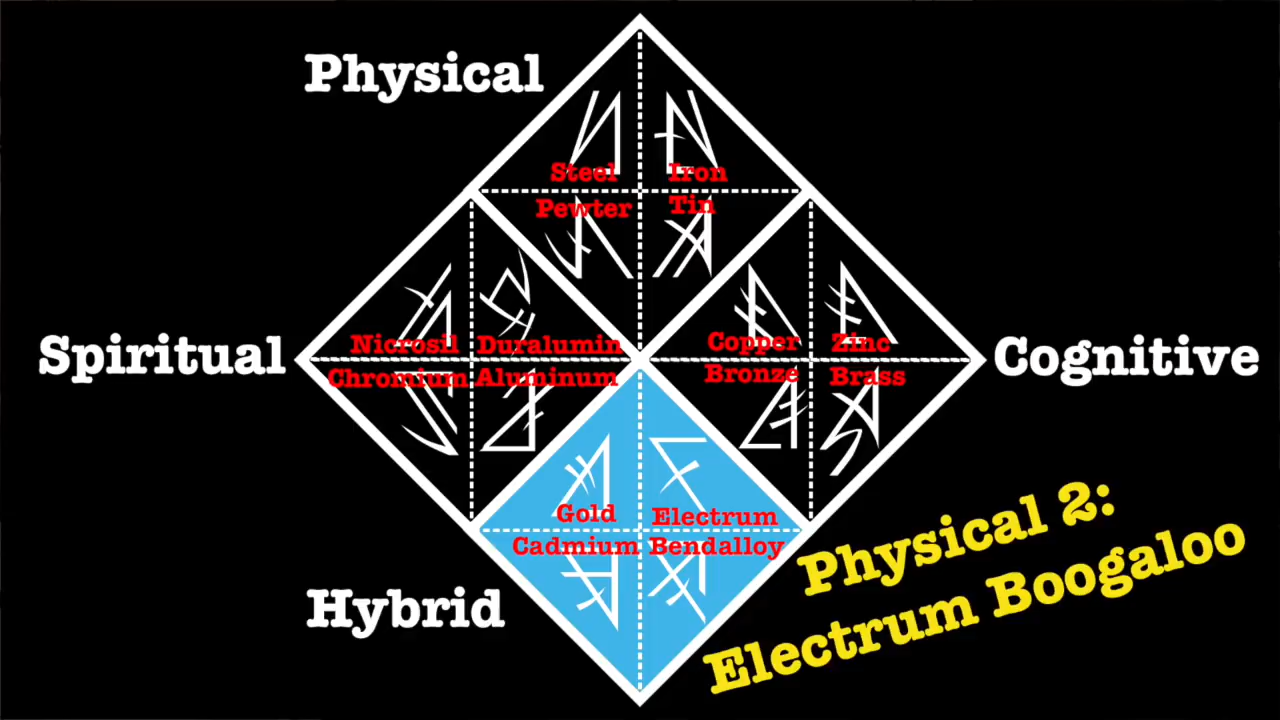 Physical
Steel
Iron
Pewter
Tin
Spiritual
Nicrosil
Duralumin
Copper
Zinc
Cognitive
Chromium
Aluminum
Bronze
Brass
Gold
Electrum
Cadmium
Bendalloy
Hybrid
Physical 2:
Electrum Boogaloo